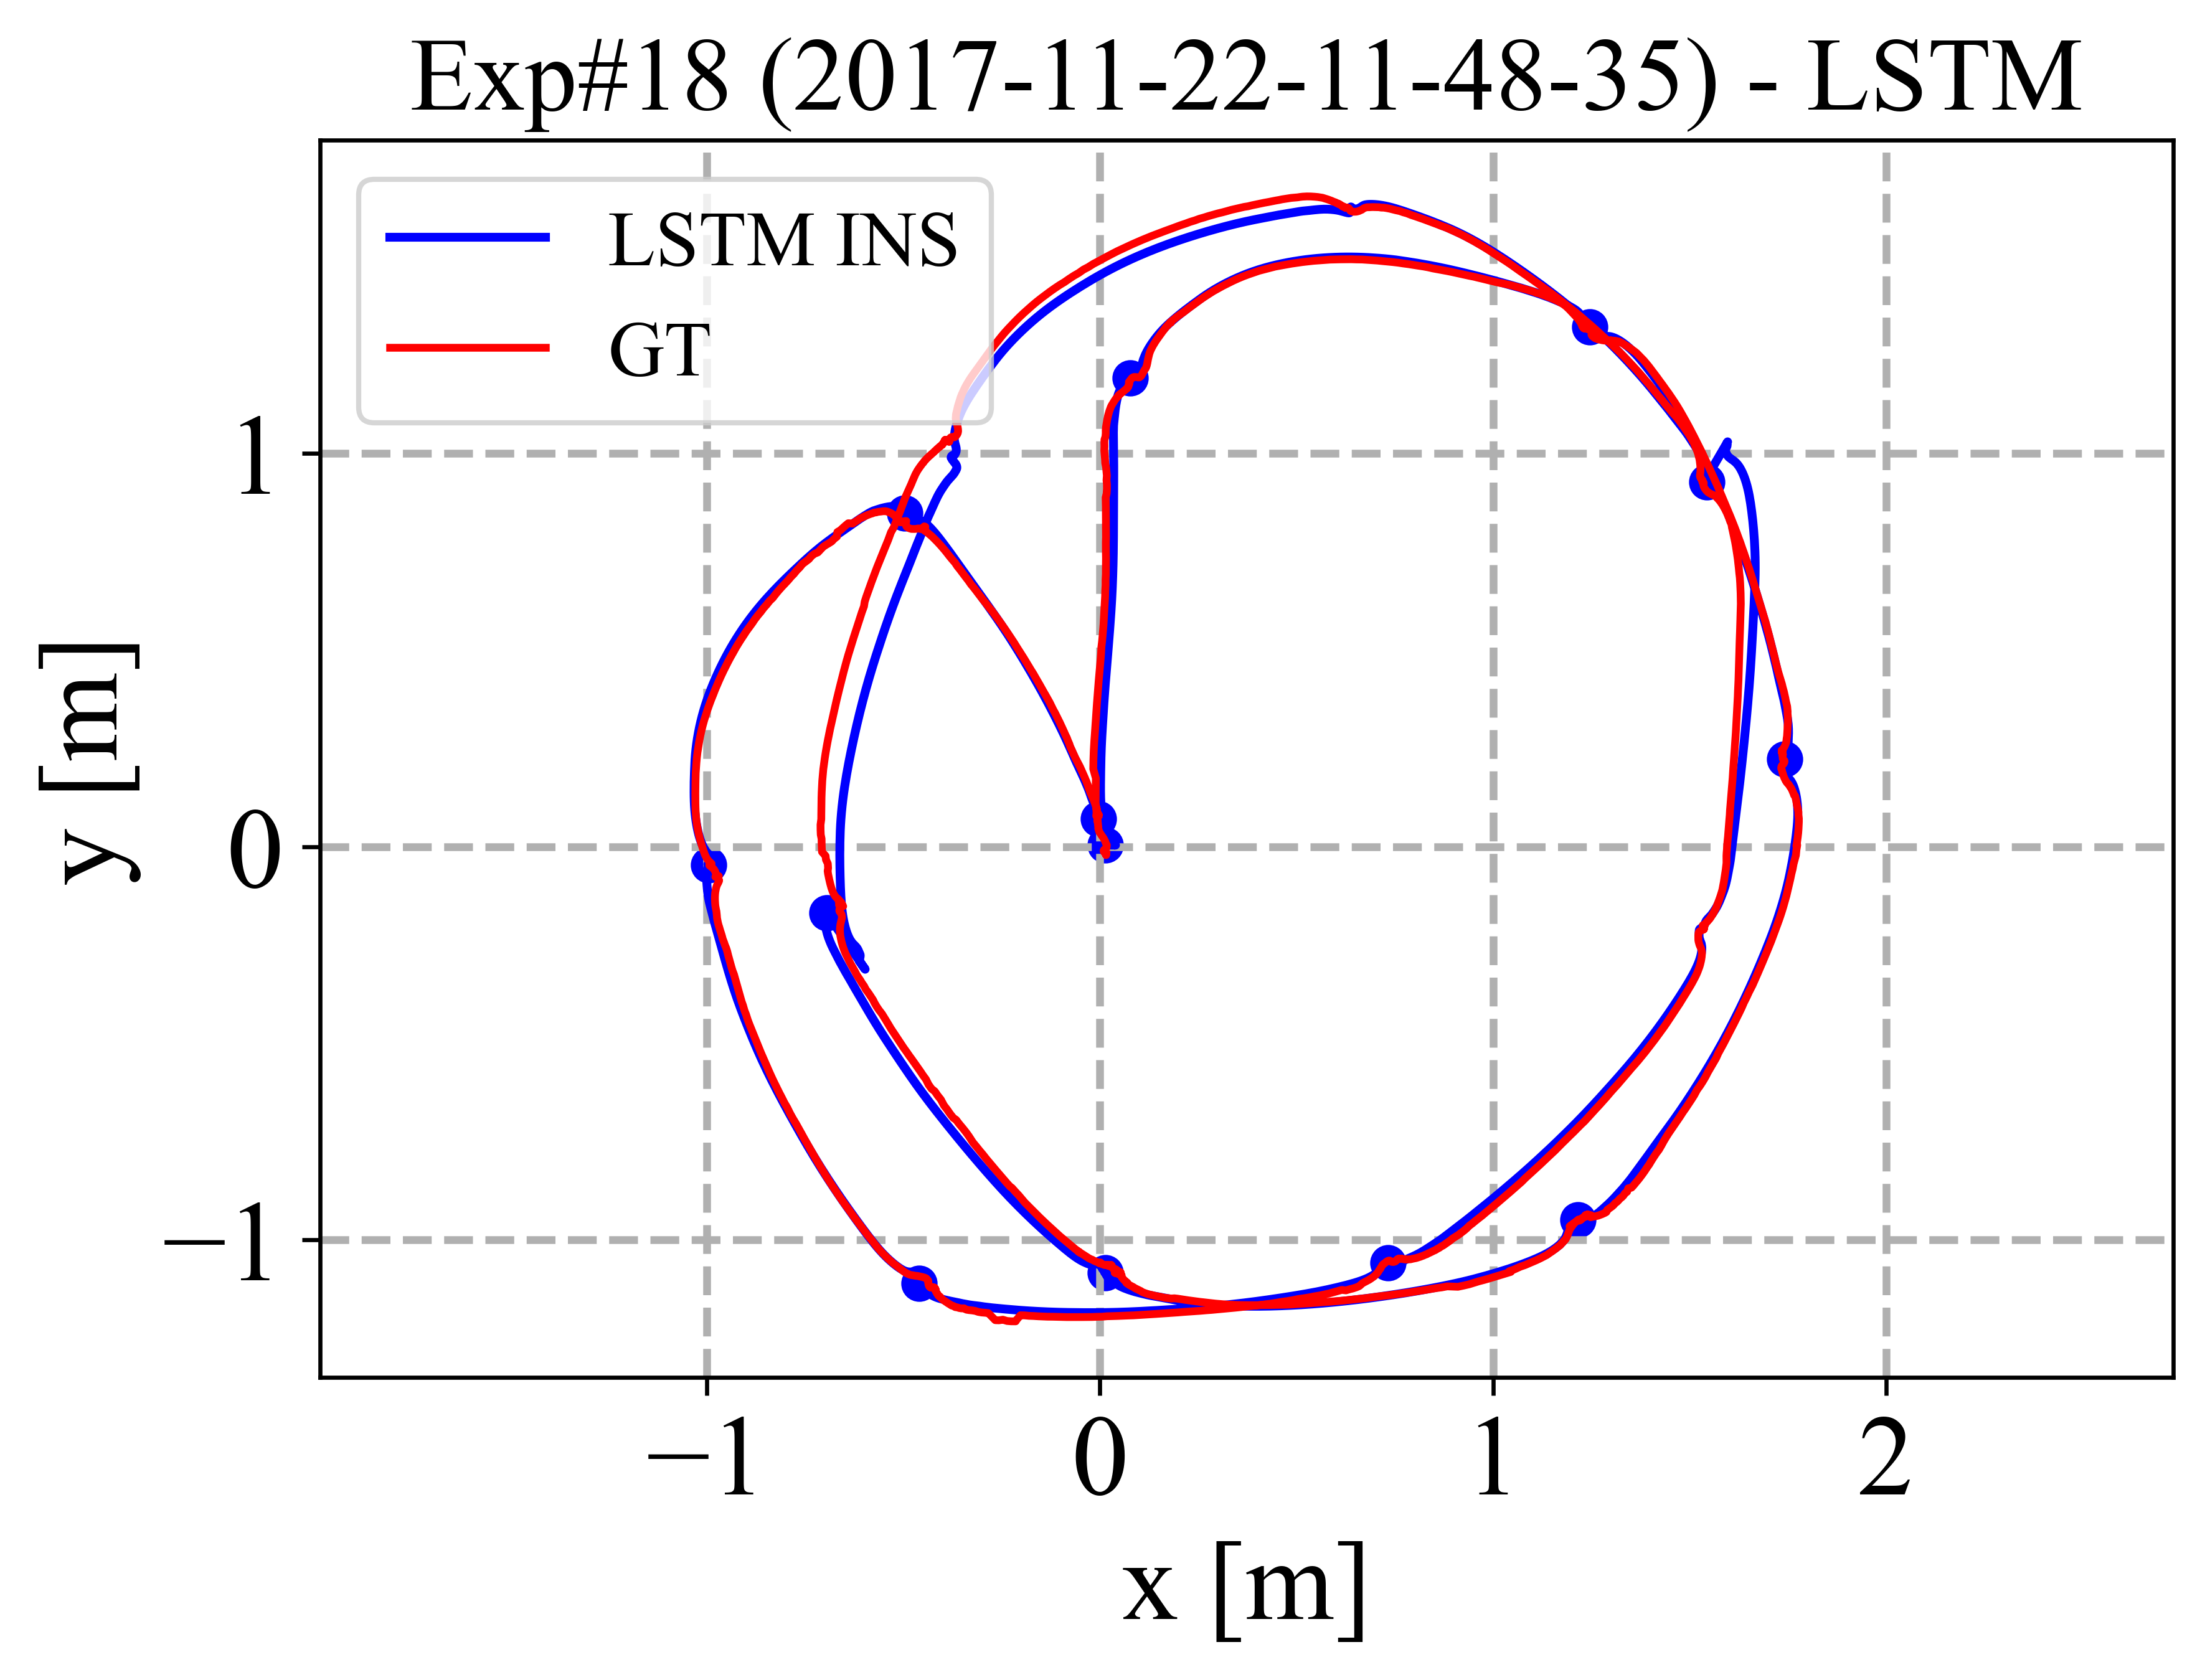 Exp#18 (2017-11-22-11-48-35) - LSTM
LSTM INS
GT
y [m]
1
0
−1
−1
0
1
2
x [m]